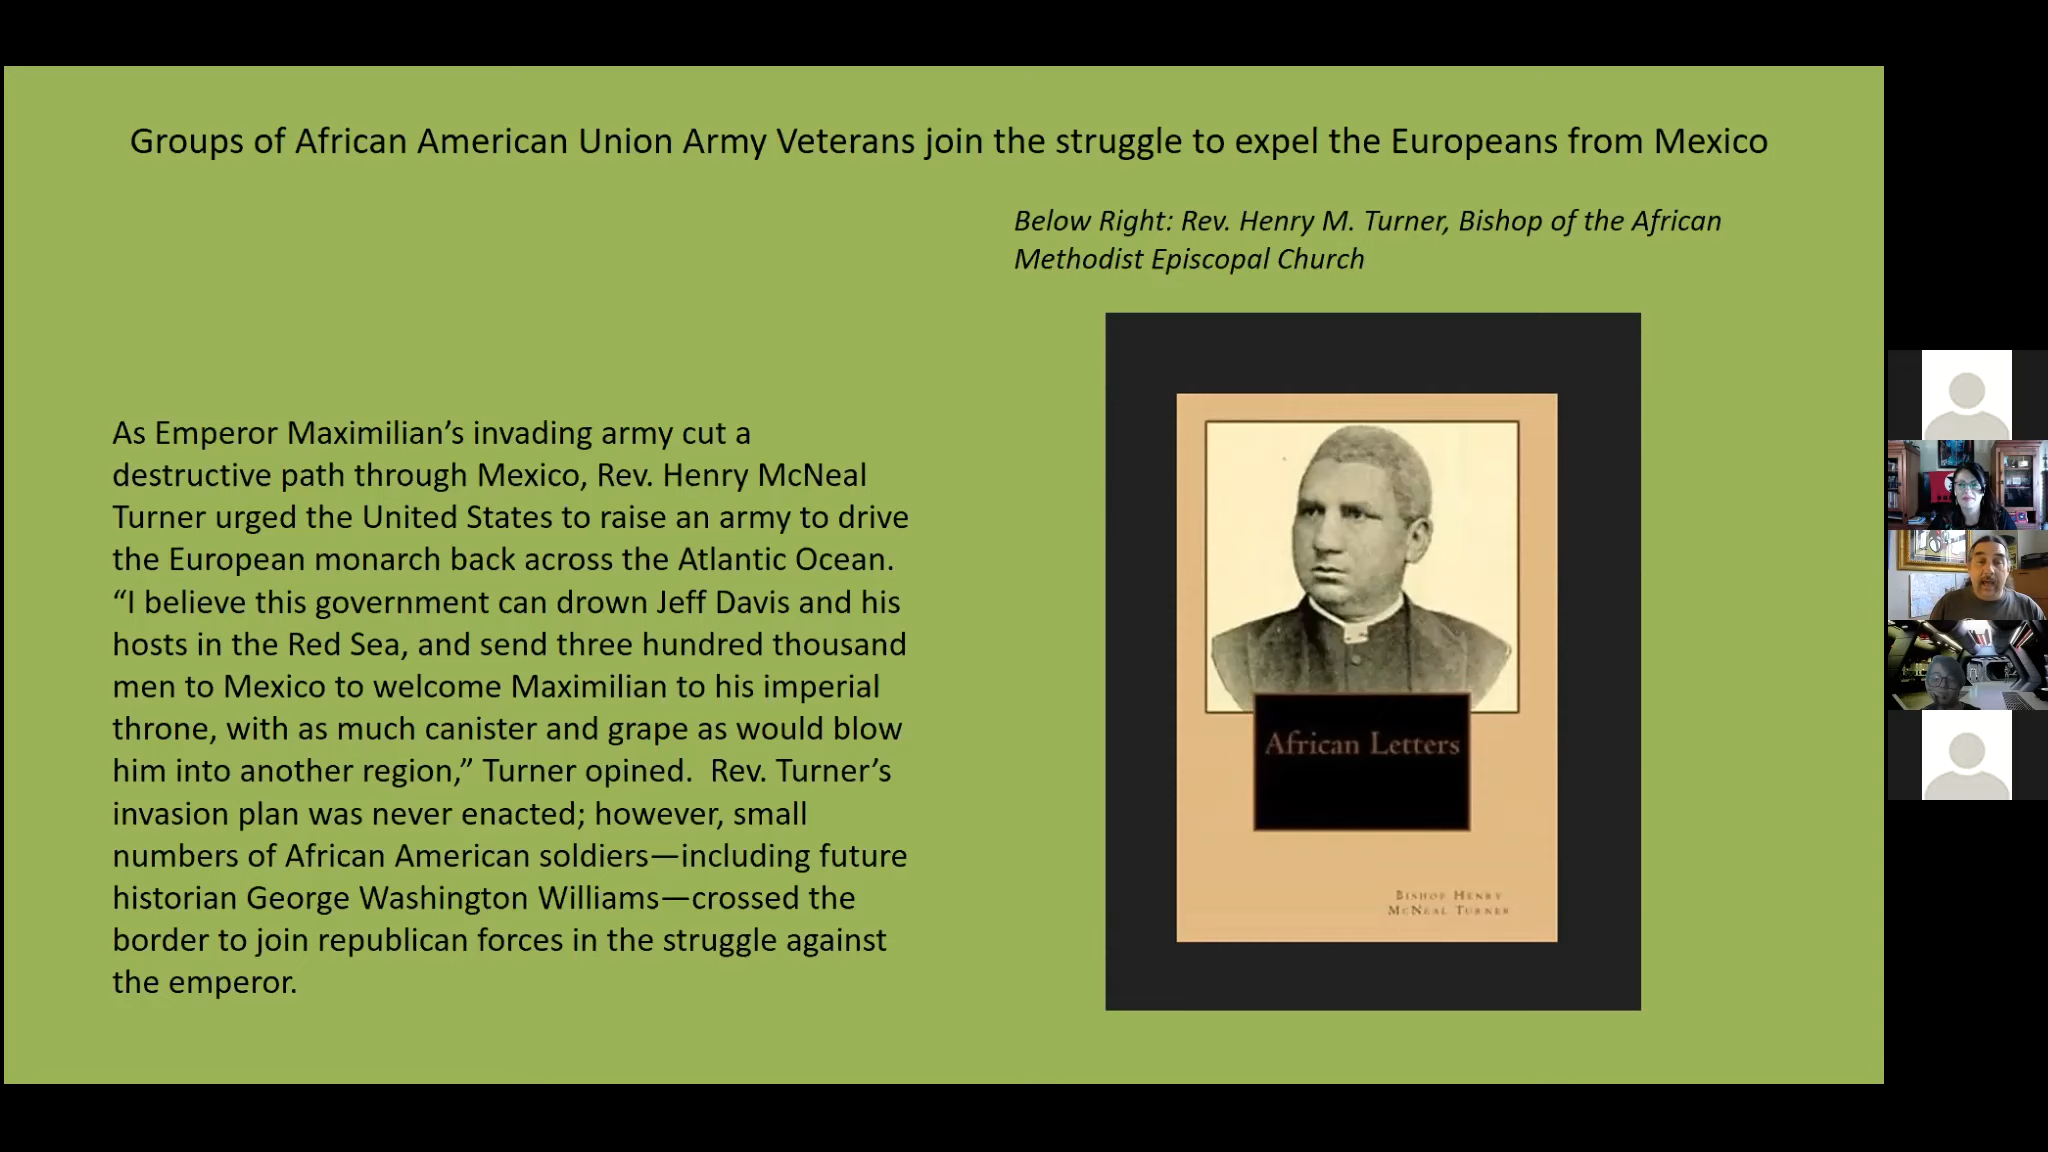 Groups of African American Union Army Veterans join the struggle to expel the Europeans from Mexico
Below Right: Rev. Henry M. Turner, Bishop of the African
Methodist Episcopal Church
As Emperor Maximilian’s invading army cut a
destructive path through Mexico, Rev. Henry McNeal
Turner urged the United States to raise an army to drive
the European monarch back across the Atlantic Ocean.
“I believe this government can drown Jeff Davis and his
hosts in the Red Sea, and send three hundred thousand
men to Mexico to welcome Maximilian to his imperial
throne, with as much canister and grape as would blow
him into another region,” Turner opined.  Rev. Turner’s
invasion plan was never enacted; however, small
numbers of African American soldiers—including future
historian George Washington Williams—crossed the
border to join republican forces in the struggle against
the emperor.
African Letters
Bishop Henry
McNeal Turner